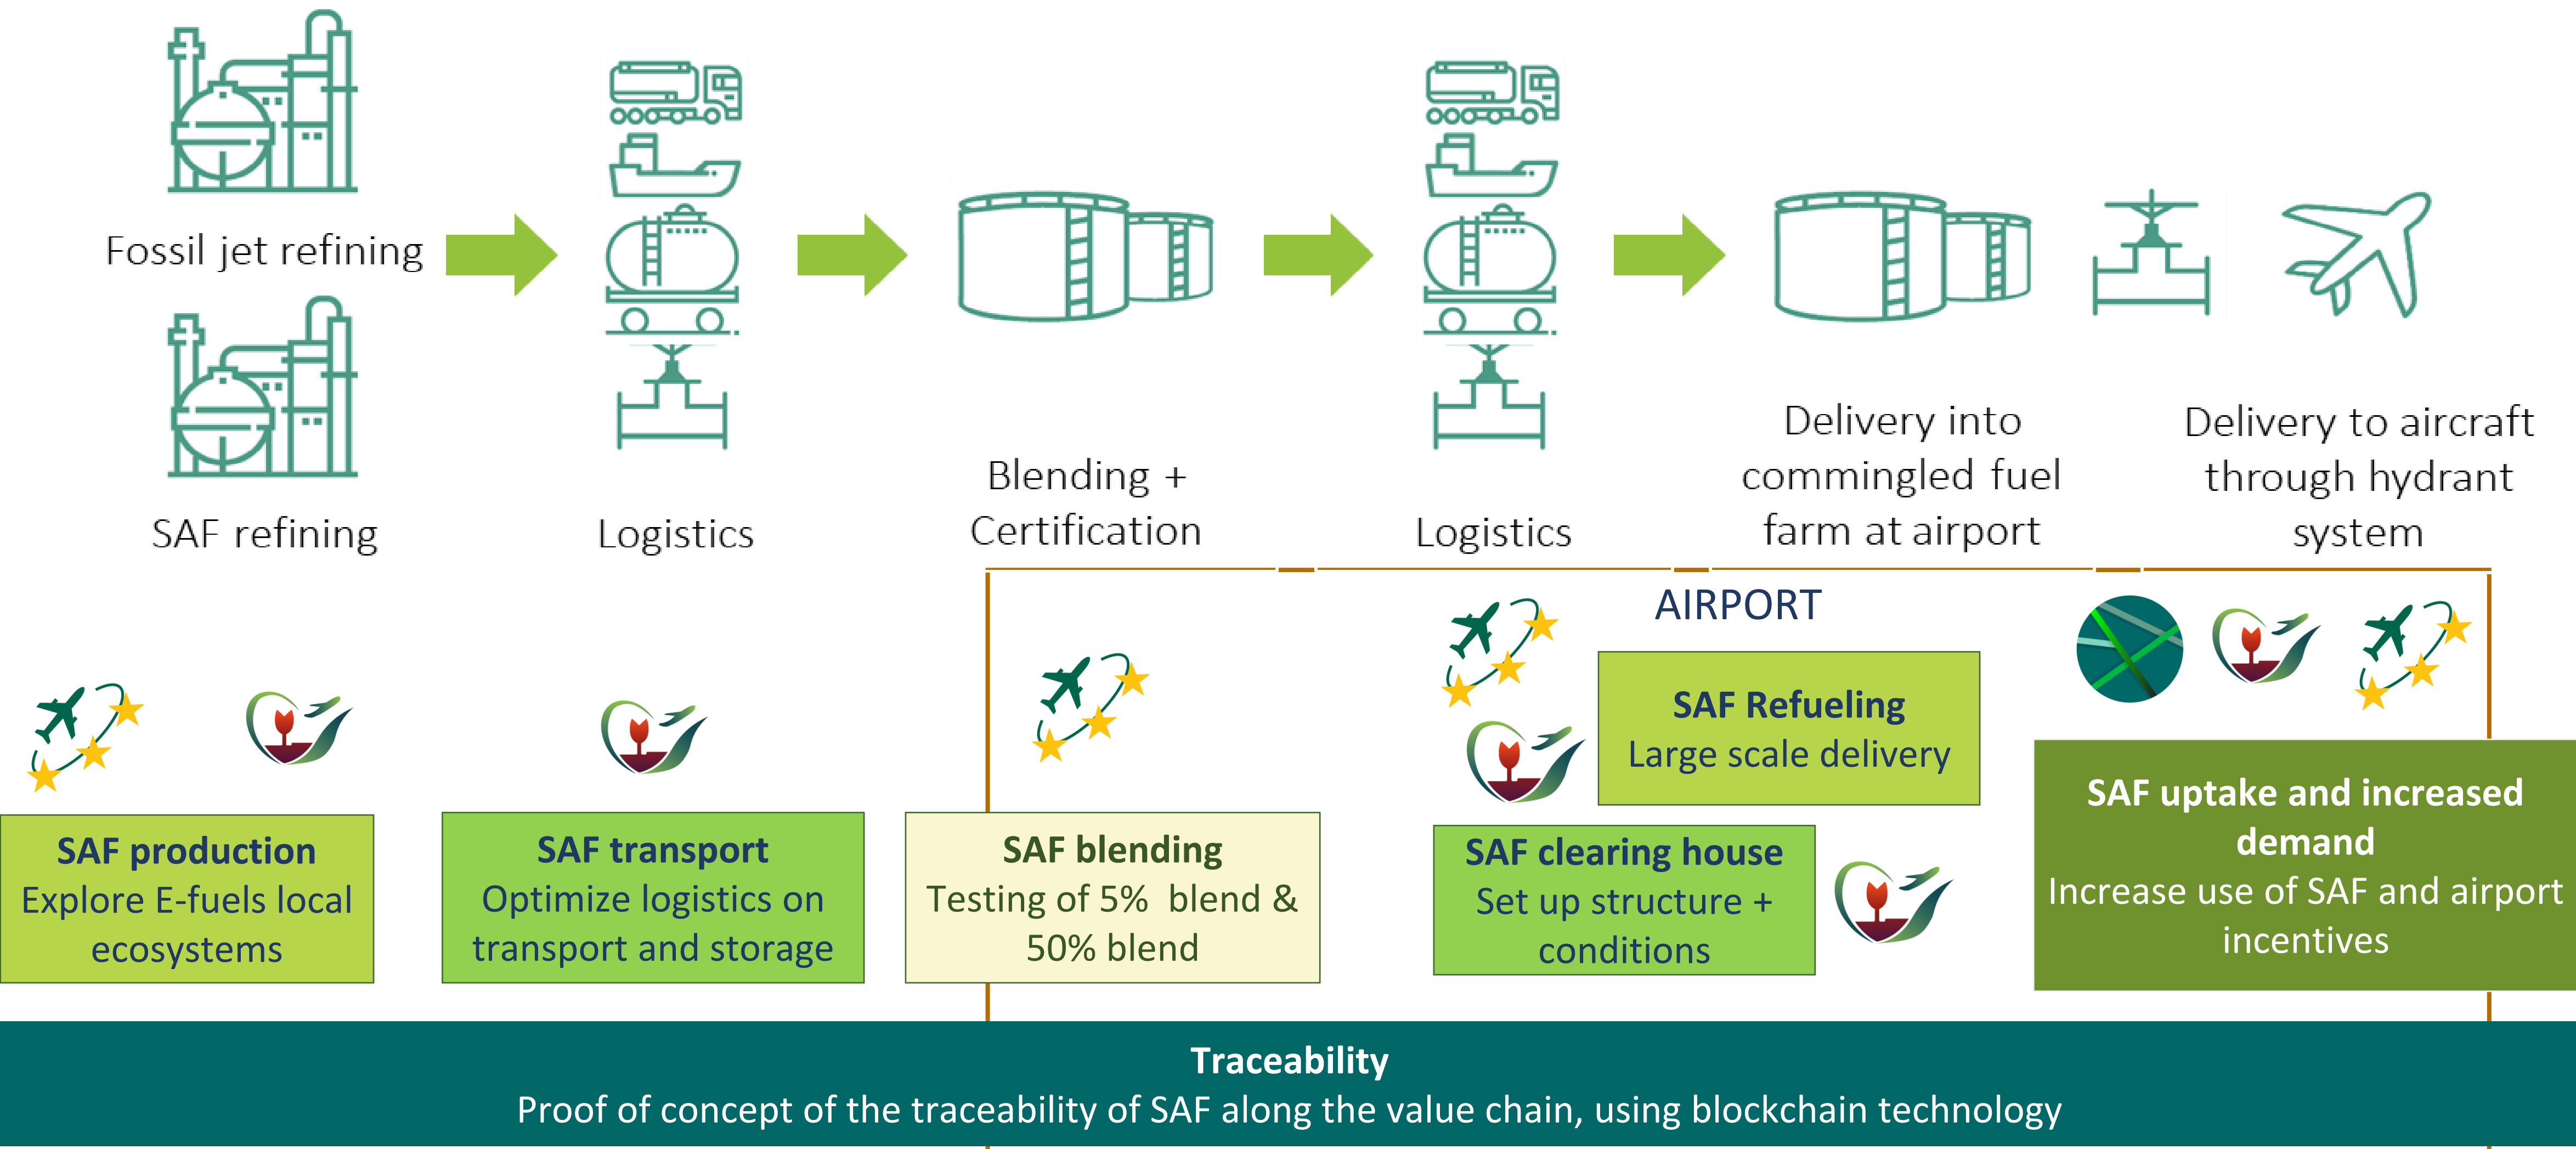 Fossil jet refining
SAF refining
Logistics
Blending +
Certification
Logistics
Delivery into
commingled fuel
farm at airport
Delivery to aircraft
through hydrant
system
AIRPORT
SAF production
Explore E-fuels local
ecosystems
SAF transport
Optimize logistics on
transport and storage
SAF blending
Testing of 5% blend &
50% blend
SAF Refueling
Large scale delivery
SAF clearing house
Set up structure +
conditions
SAF uptake and increased
demand
Increase use of SAF and airport
incentives
Traceability
Proof of concept of the traceability of SAF along the value chain, using blockchain technology